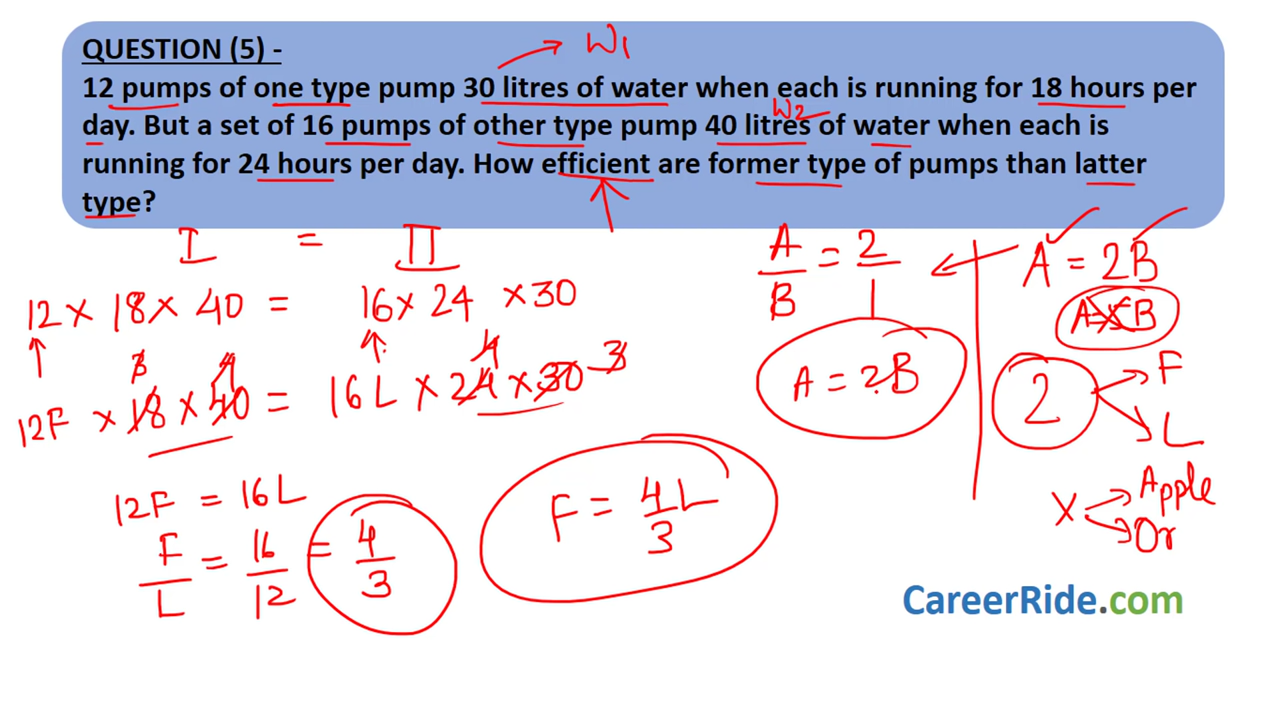 QUESTION (5) -
W1
12 pumps of one type pump 30 litres of water when each is running for 18 hours per
W2
day. But a set of 16 pumps of other type pump 40 litres of water when each is
running for 24 hours per day. How efficient are former type of pumps than latter
type?
I = II
12 × 18 × 40 = 16 × 24 × 30
3 4 4 3
12F × 18 × 40 = 16L × 24 × 30
12F = 16L
F/L = 16/12 = 4/3
F = 4/3 L
A/B = 2/1
A = 2B
A = 2B
2 F
L
X Apple
Or
CareerRide.com